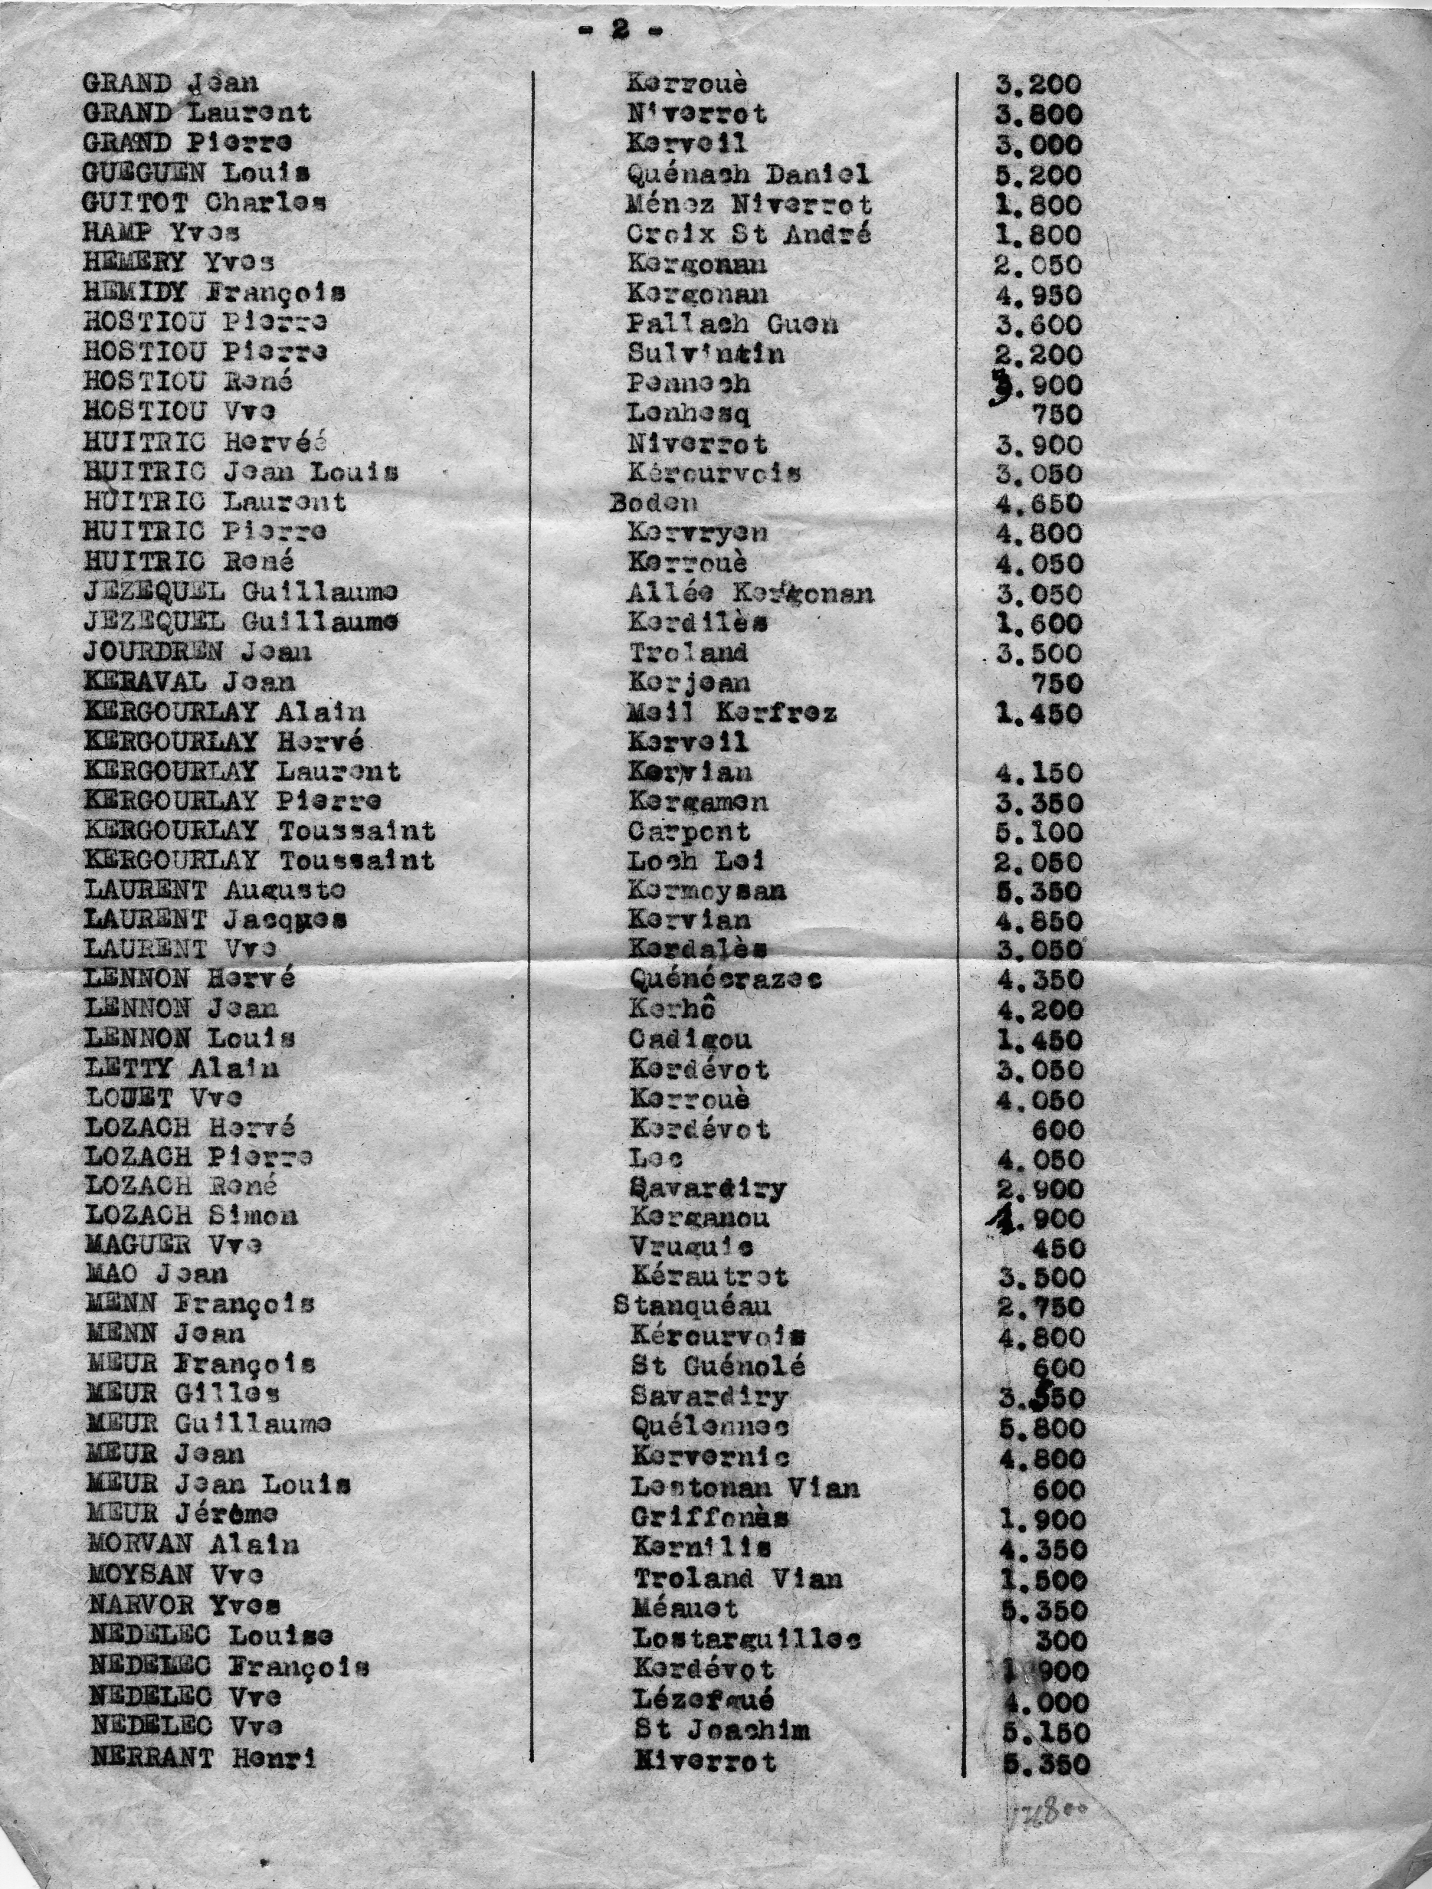 - 2 -
GRAND Jean Kerrouè 3.200
GRAND Laurent Niverrot 3.800
GRAND Pierre Kerveil 3.000
GUEGUEN Louis Quénach Daniel 5.200
GUITOT Charles Ménez Niverrot 1.800
HAMP Yves Croix St André 1.800
HEMERY Yves Kergonan 2.050
HEMIDY François Kergonan 4.950
HOSTIOU Pierre Pallach Guen 3.600
HOSTIOU Pierre Sulvintin 2.200
HOSTIOU René Pennech 3.900
HOSTIOU Vve Lenhesq 750
HUITRIC Hervéé Niverrot 3.900
HUITRIC Jean Louis Kérourvois 3.050
HUITRIC Laurent Boden 4.650
HUITRIC Pierre Kervryen 4.800
HUITRIC René Kerrouè 4.050
JEZEQUEL Guillaume Allée Kergonan 3.050
JEZEQUEL Guillaume Kerdilès 1.600
JOURDREN Jean Troland 3.500
KERAVAL Jean Kerjean 750
KERGOURLAY Alain Meil Kerfrez 1.450
KERGOURLAY Hervé Kerveil
KERGOURLAY Laurent Kervian 4.150
KERGOURLAY Pierre Kergamen 3.350
KERGOURLAY Toussaint Carpont 5.100
KERGOURLAY Toussaint Loch Lei 2.050
LAURENT Auguste Kermoysan 5.350
LAURENT Jacques Kervian 4.850
LAURENT Vve Kerdalès 3.050
LENNON Hervé Quénécrazec 4.350
LENNON Jean Kerhô 4.200
LENNON Louis Cadigou 1.450
LETTY Alain Kerdévot 3.050
LOUET Vve Kerrouè 4.050
LOZACH Hervé Kerdévot 600
LOZACH Pierre Lec 4.050
LOZACH René Savardiry 2.900
LOZACH Simon Kerganou .900
MAGUER Vve Vruguic 450
MAO Jean Kérautret 3.500
MENN François Stanquéau 2.750
MENN Jean Kérourvois 4.800
MEUR François St Guénolé 600
MEUR Gilles Savardiry 3.550
MEUR Guillaume Quélennec 5.800
MEUR Jean Kervernic 4.800
MEUR Jean Louis Lestonan Vian 600
MEUR Jérôme Griffonès 1.900
MORVAN Alain Kernilis 4.350
MOYSAN Vve Troland Vian 1.500
NARVOR Yves Méauet 5.350
NEDELEC Louise Lostarguillec 300
NEDELEC François Kerdévot 1 900
NEDELEC Vve Lézergué 4.000
NEDELEC Vve St Joachim 5.150
NERRANT Henri Niverrot 5.350